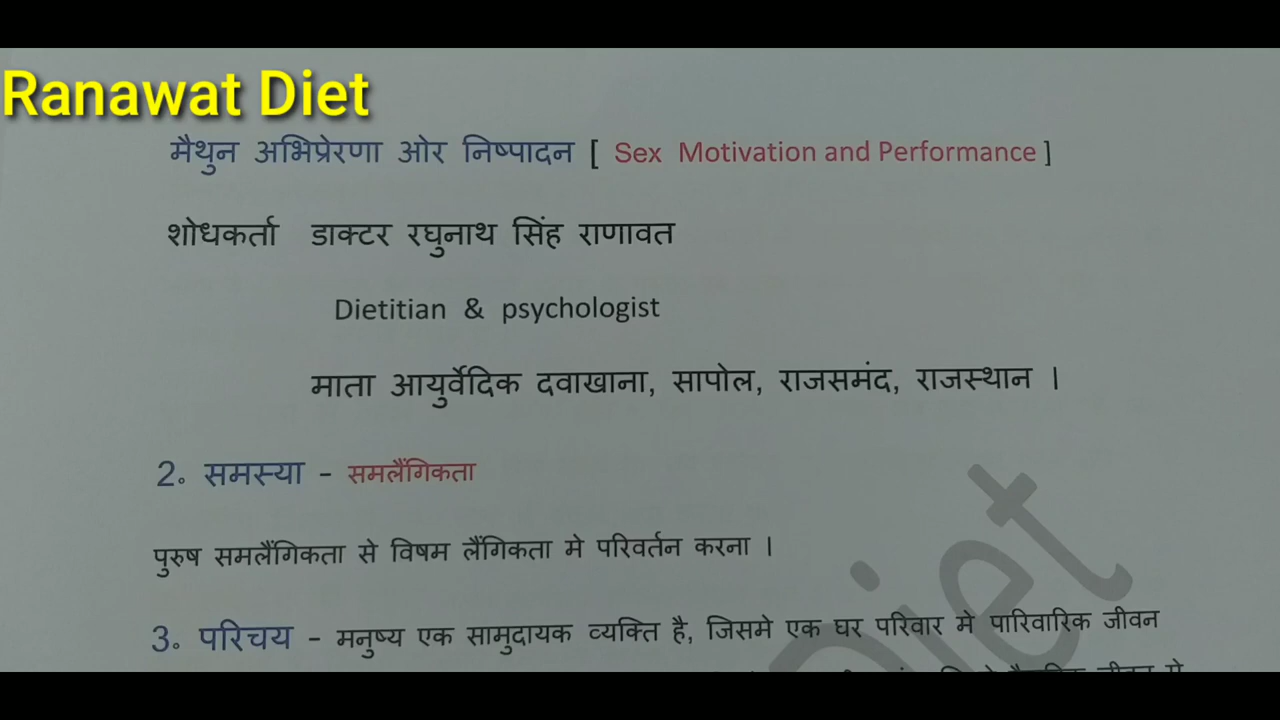 Ranawat Diet
मैथुन अभिप्रेरणा ओर निष्पादन [ Sex Motivation and Performance ]
शोधकर्ता डाक्टर रघुनाथ सिंह राणावत
Dietitian & psychologist
माता आयुर्वेदिक दवाखाना, सापोल, राजसमंद, राजस्थान ।
2. समस्या - समलैंगिकता
पुरुष समलैंगिकता से विषम लैंगिकता मे परिवर्तन करना ।
3. परिचय - मनुष्य एक सामुदायक व्यक्ति है, जिसमे एक घर परिवार मे पारिवारिक जीवन
Diet